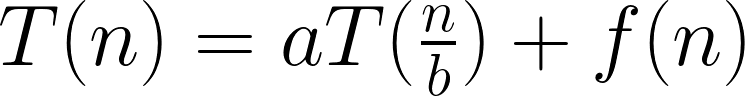 T(n) = aT(n/b) + f(n)